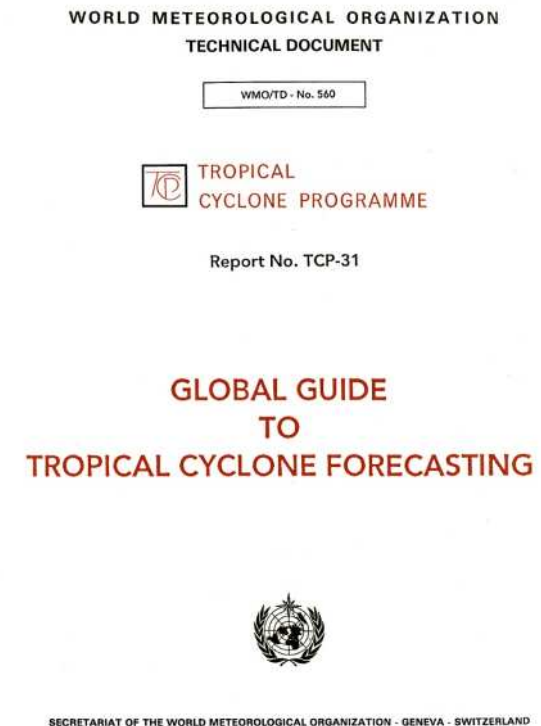 WORLD METEOROLOGICAL ORGANIZATION
TECHNICAL DOCUMENT
WMO/TD - No. 560
TCP
TROPICAL
CYCLONE PROGRAMME
Report No. TCP-31
GLOBAL GUIDE
TO
TROPICAL CYCLONE FORECASTING
SECRETARIAT OF THE WORLD METEOROLOGICAL ORGANIZATION - GENEVA - SWITZERLAND